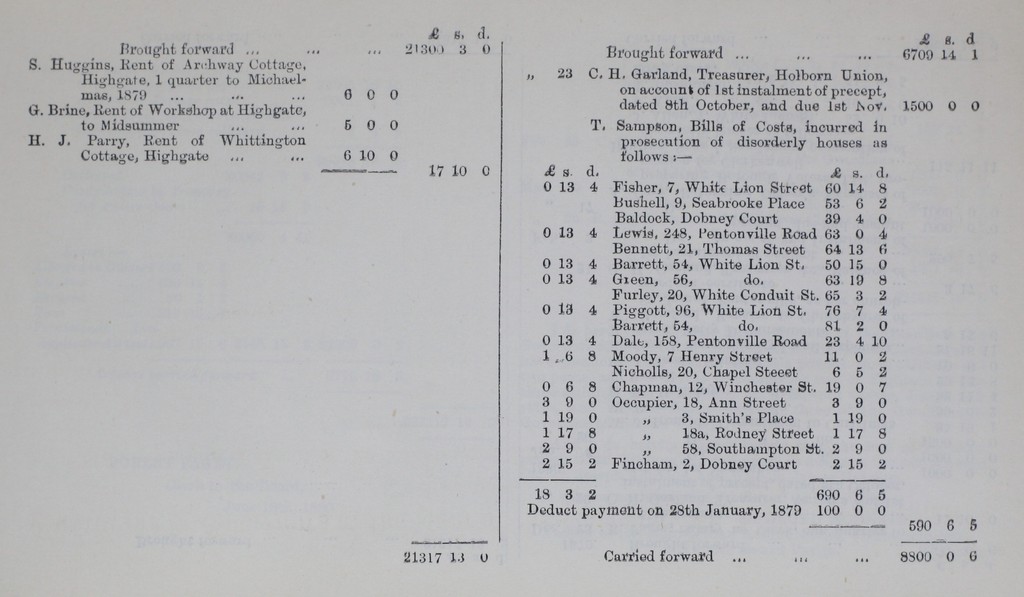 £ s. d.
Brought forward ... ... ... 21300 3 0
S. Huggins, Rent of Archway Cottage,
Highgate, 1 quarter to Michael-
mas, 1879 ... ... ... 6 0 0
G. Brine, Rent of Workshop at Highgate,
to Midsummer ... ... 5 0 0
H. J. Parry, Rent of Whittington
Cottage, Highgate ... ... 6 10 0
17 10 0
21317 13 0
£ s. d
Brought forward ... ... ... 6709 14 1
„ 23 C. H. Garland, Treasurer, Holborn Union,
on account of 1st instalment of precept,
dated 8th October, and due 1st Nov. 1500 0 0
T. Sampson, Bills of Costs, incurred in
prosecution of disorderly houses as
follows :—
£ s. d. £ s. d.
0 13 4 Fisher, 7, White Lion Street 60 14 8
Bushell, 9, Seabrooke Place 53 6 2
Baldock, Dobney Court 39 4 0
0 13 4 Lewis, 248, Pentonville Road 63 0 4
Bennett, 21, Thomas Street 64 13 6
0 13 4 Barrett, 54, White Lion St. 50 15 0
0 13 4 Green, 56, do. 63 19 8
Furley, 20, White Conduit St. 65 3 2
0 13 4 Piggott, 96, White Lion St. 76 7 4
Barrett, 54, do. 81 2 0
0 13 4 Dale, 158, Pentonville Road 23 4 10
1 6 8 Moody, 7 Henry Street 11 0 2
Nicholls, 20, Chapel Steeet 6 5 2
0 6 8 Chapman, 12, Winchester St. 19 0 7
3 9 0 Occupier, 18, Ann Street 3 9 0
1 19 0 „ 3, Smith's Place 1 19 0
1 17 8 „ 18a, Rodney Street 1 17 8
2 9 0 „ 58, Southampton St. 2 9 0
2 15 2 Fincham, 2, Dobney Court 2 15 2
18 3 2 690 6 5
Deduct payment on 28th January, 1879 100 0 0
590 6 5
Carried forward ... ... ... 8800 0 6